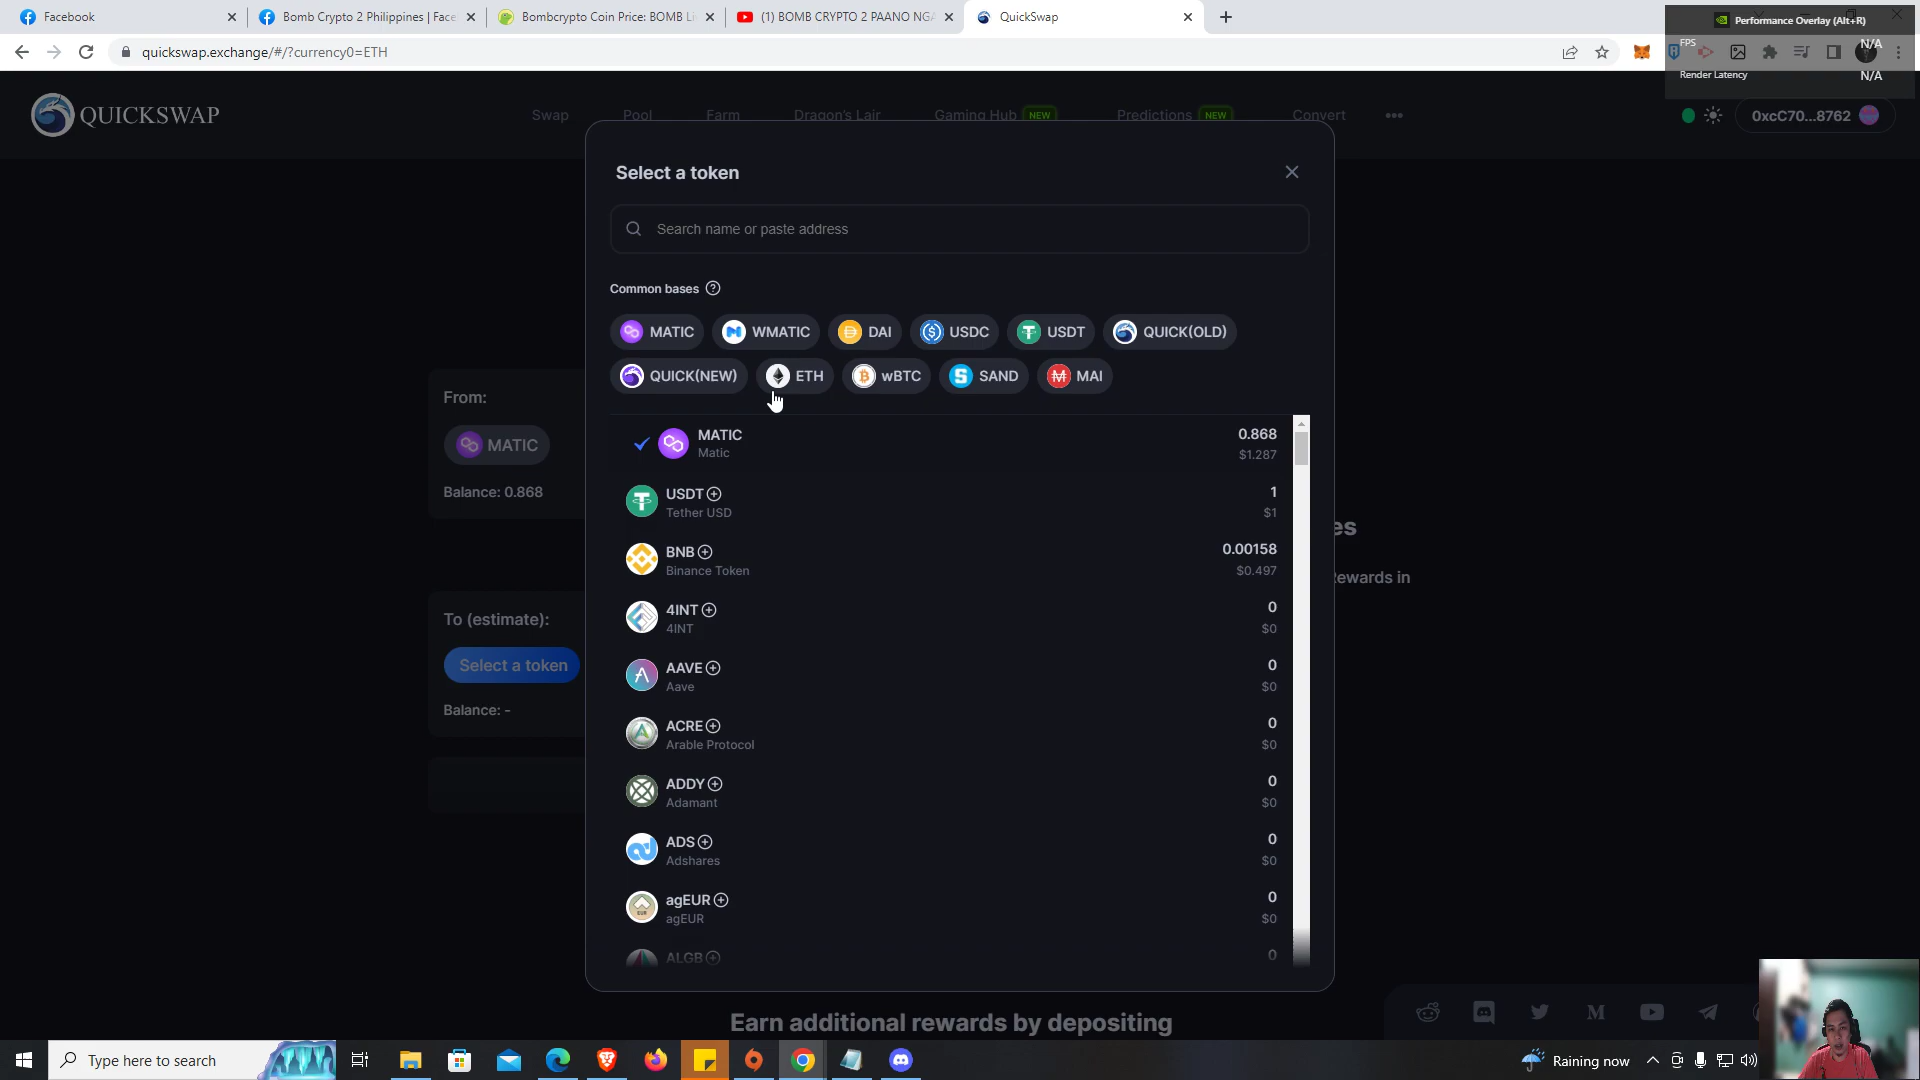 Facebook
Bomb Crypto 2 Philippines | Face
Bombcrypto Coin Price: BOMB Li
(1) BOMB CRYPTO 2 PAANO NGA
QuickSwap
Performance Overlay (Alt+R)
FPS
N/A
Render Latency
N/A
quickswap.exchange/#/?currency0=ETH
QUICKSWAP
Swap
Pool
Farm
Dragon's Lair
Gaming Hub NEW
Predictions NEW
Convert
0xcC70...8762
Select a token
Search name or paste address
Common bases
MATIC
WMATIC
DAI
USDC
USDT
QUICK(OLD)
QUICK(NEW)
ETH
wBTC
SAND
MAI
From:
MATIC
Balance: 0.868
To (estimate):
Select a token
Balance: -
MATIC
Matic
0.868
$1.287
USDT
Tether USD
1
$1
BNB
Binance Token
0.00158
$0.497
4INT
4INT
0
$0
AAVE
Aave
0
$0
ACRE
Arable Protocol
0
$0
ADDY
Adamant
0
$0
ADS
Adshares
0
$0
agEUR
agEUR
0
$0
ALGB
0
es
ewards in
Earn additional rewards by depositing
Type here to search
Raining now